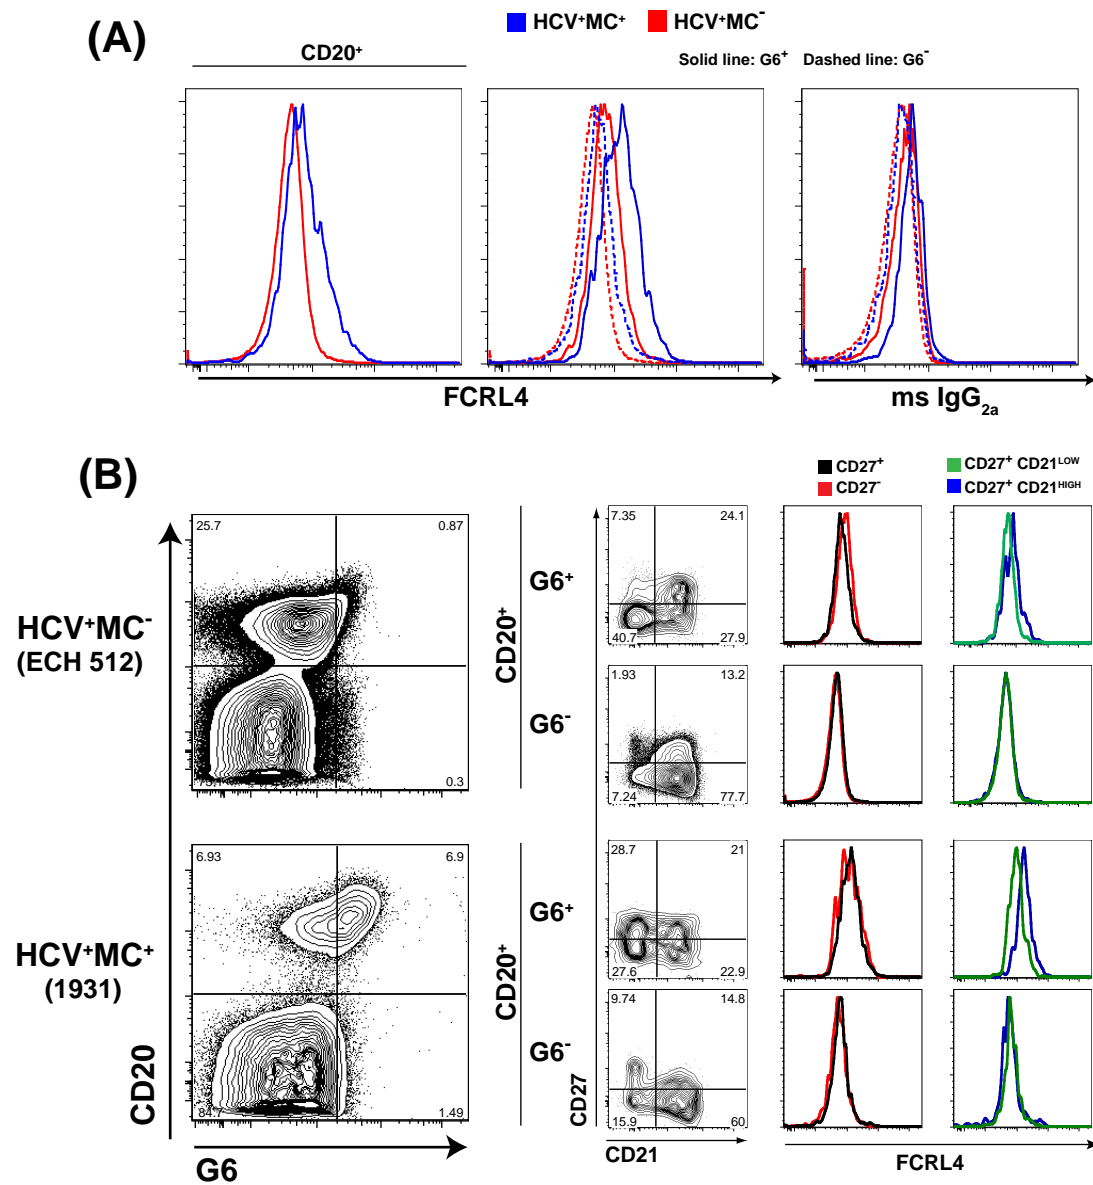 (A)
HCV⁺MC⁺ HCV⁺MC⁻
CD20⁺
Solid line: G6⁺ Dashed line: G6⁻
FCRL4
ms IgG₂ₐ
(B)
CD27⁺
CD27⁻
CD27⁺ CD21ᴸᴼᵂ
CD27⁺ CD21ᴴᴵᴳᴴ
HCV⁺MC⁻
(ECH 512)
25.7 0.87
0.3
CD20⁺
G6⁺
7.35 24.1
40.7 27.9
G6⁻
1.93 13.2
7.24 77.7
HCV⁺MC⁺
(1931)
6.93 6.9
84.7 1.49
CD20⁺
G6⁺
28.7 21
27.6 22.9
G6⁻
9.74 14.8
15.9 60
CD20
G6
CD27
CD21
FCRL4